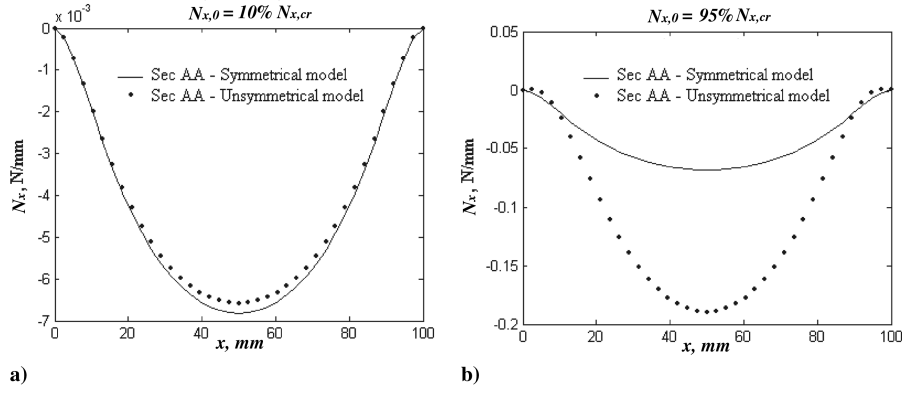 x 10⁻³
Nx,0 = 10% Nx,cr
0
-1
-2
-3
-4
-5
-6
-7
Nx, N/mm
Sec AA - Symmetrical model
Sec AA - Unsymmetrical model
0 20 40 60 80 100
x, mm
a)
Nx,0 = 95% Nx,cr
0.05
0
-0.05
-0.1
-0.15
-0.2
Nx, N/mm
Sec AA - Symmetrical model
Sec AA - Unsymmetrical model
0 20 40 60 80 100
x, mm
b)